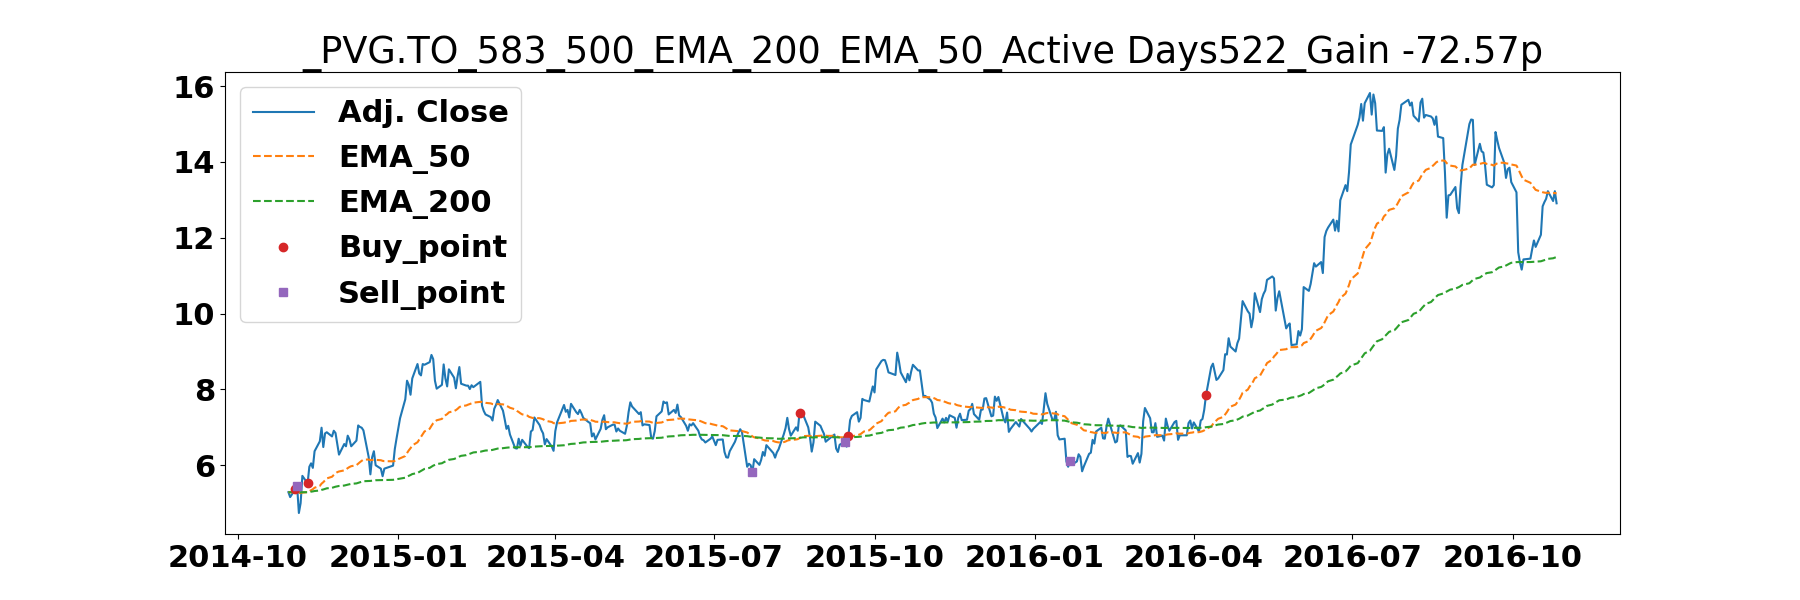 _PVG.TO_583_500_EMA_200_EMA_50_Active Days522_Gain -72.57p
16
14
12
10
8
6
Adj. Close
EMA_50
EMA_200
Buy_point
Sell_point
2014-10 2015-01 2015-04 2015-07 2015-10 2016-01 2016-04 2016-07 2016-10